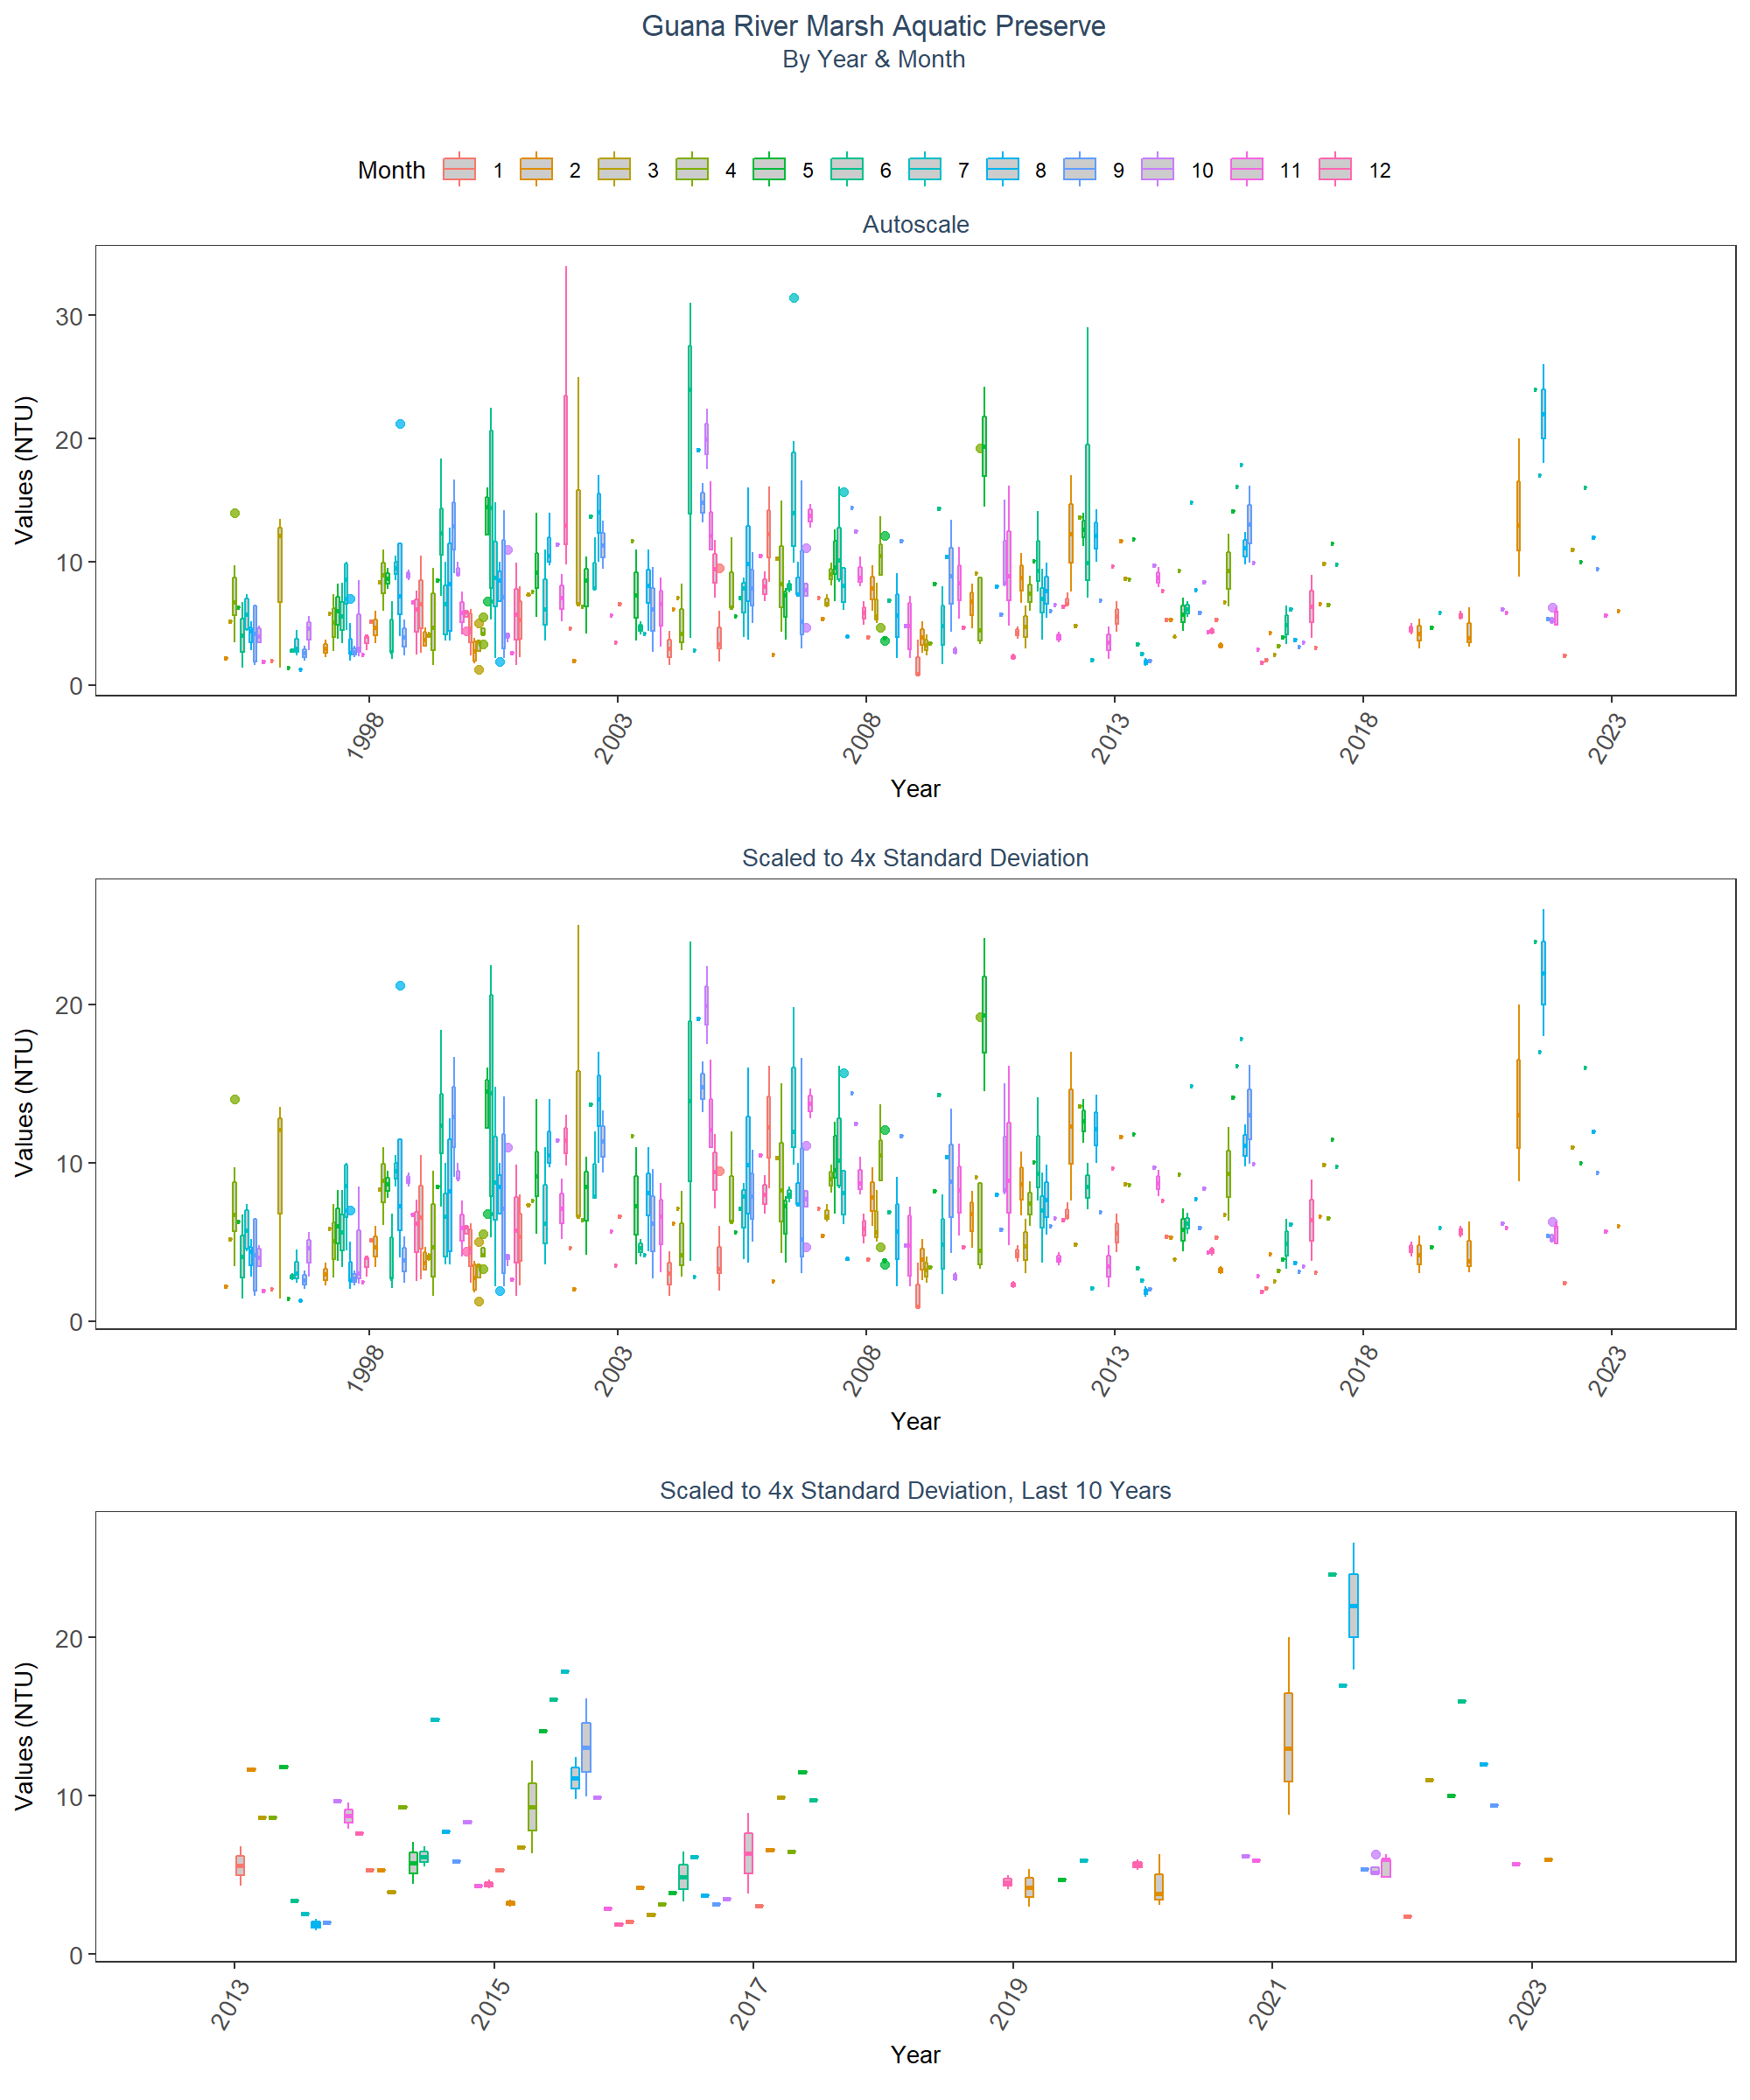 Guana River Marsh Aquatic Preserve
By Year & Month
Month 1 2 3 4 5 6 7 8 9 10 11 12
Autoscale
Values (NTU)
30
20
10
0
1998 2003 2008 2013 2018 2023
Year
Scaled to 4x Standard Deviation
Values (NTU)
20
10
0
1998 2003 2008 2013 2018 2023
Year
Scaled to 4x Standard Deviation, Last 10 Years
Values (NTU)
20
10
0
2013 2015 2017 2019 2021 2023
Year